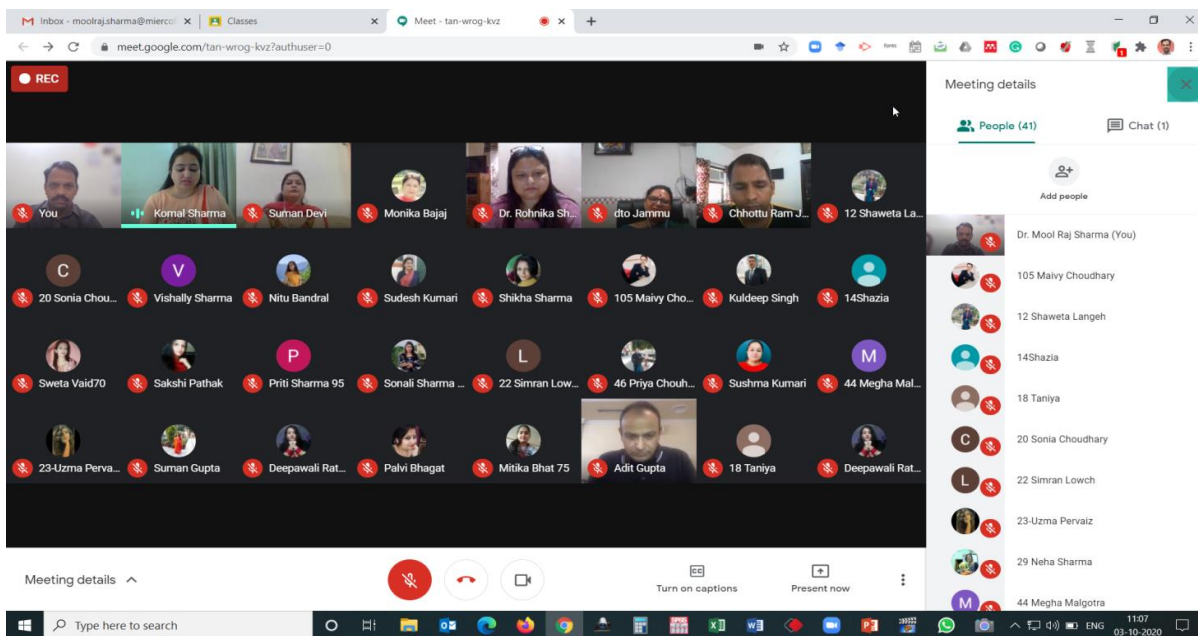 Inbox - moolraj.sharma@mierco
Classes
Meet - tan-wrog-kvz
meet.google.com/tan-wrog-kvz?authuser=0
REC
Meeting details
People (41)
Chat (1)
Add people
You
Komal Sharma
Suman Devi
Monika Bajaj
Dr. Rohnika Sh...
dto Jammu
Chhottu Ram J...
12 Shaweta La...
20 Sonia Chou...
Vishally Sharma
Nitu Bandral
Sudesh Kumari
Shikha Sharma
105 Maivy Cho...
Kuldeep Singh
14Shazia
Sweta Vaid70
Sakshi Pathak
Priti Sharma 95
Sonali Sharma ...
22 Simran Low...
46 Priya Chouh...
Sushma Kumari
44 Megha Mal...
23-Uzma Perva...
Suman Gupta
Deepawali Rat...
Palvi Bhagat
Mitika Bhat 75
Adit Gupta
18 Taniya
Deepawali Rat...
C
V
P
L
M
Dr. Mool Raj Sharma (You)
105 Maivy Choudhary
12 Shaweta Langeh
14Shazia
18 Taniya
C
20 Sonia Choudhary
L
22 Simran Lowch
23-Uzma Pervaiz
29 Neha Sharma
M
44 Megha Malgotra
Meeting details
CC
Turn on captions
Present now
Type here to search
ENG
11:07
03-10-2020